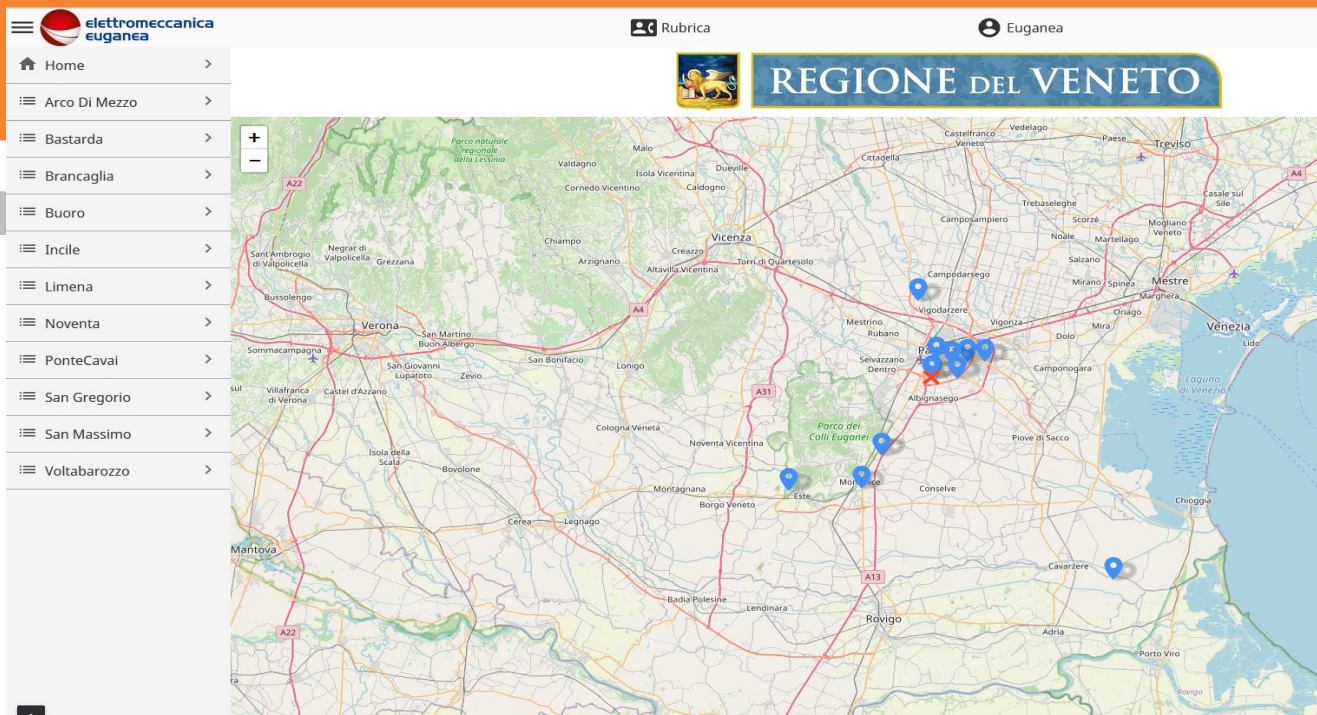 elettromeccanica
euganea
Rubrica
Euganea
Home
Arco Di Mezzo
Bastarda
Brancaglia
Buoro
Incile
Limena
Noventa
PonteCavai
San Gregorio
San Massimo
Voltabarozzo
REGIONE DEL VENETO
+
−
Parco naturale
regionale
della Lessinia
Valdagno
Malo
Isola Vicentina
Dueville
Cornedo Vicentino
Caldogno
Castelfranco
Veneto
Vedelago
Paese
Treviso
Cittadella
A22
A4
Casale sul
Sile
Trebaseleghe
Camposampiero
Scorzè
Mogliano
Veneto
Noale
Martellago
Sant'Ambrogio
di Valpolicella
Negrar di
Valpolicella
Grezzana
Chiampo
Arzignano
Creazzo
Vicenza
Altavilla Vicentina
Torri di Quartesolo
Salzano
Campodarsego
Mirano
Spinea
Mestre
Marghera
Bussolengo
A4
Vigodarzere
Oriago
Verona
San Martino
Buon Albergo
Mestrino
Rubano
Vigonza
Dolo
Mira
Venezia
Lido
Sommacampagna
San Giovanni
Lupatoto
Zevio
San Bonifacio
Lonigo
Selvazzano
Dentro
Camponogara
sul
Villafranca
di Verona
Castel d'Azzano
A31
Albignasego
Laguna
di Venezia
Cologna Veneta
Noventa Vicentina
Parco dei
Colli Euganei
Piove di Sacco
Isola della
Scala
Bovolone
Montagnana
Borgo Veneto
Este
Conselve
Chioggia
Cerea
Legnago
Mantova
Cavarzere
A13
Badia Polesine
Lendinara
Rovigo
A22
Adria
Porto Viro
Rovigo